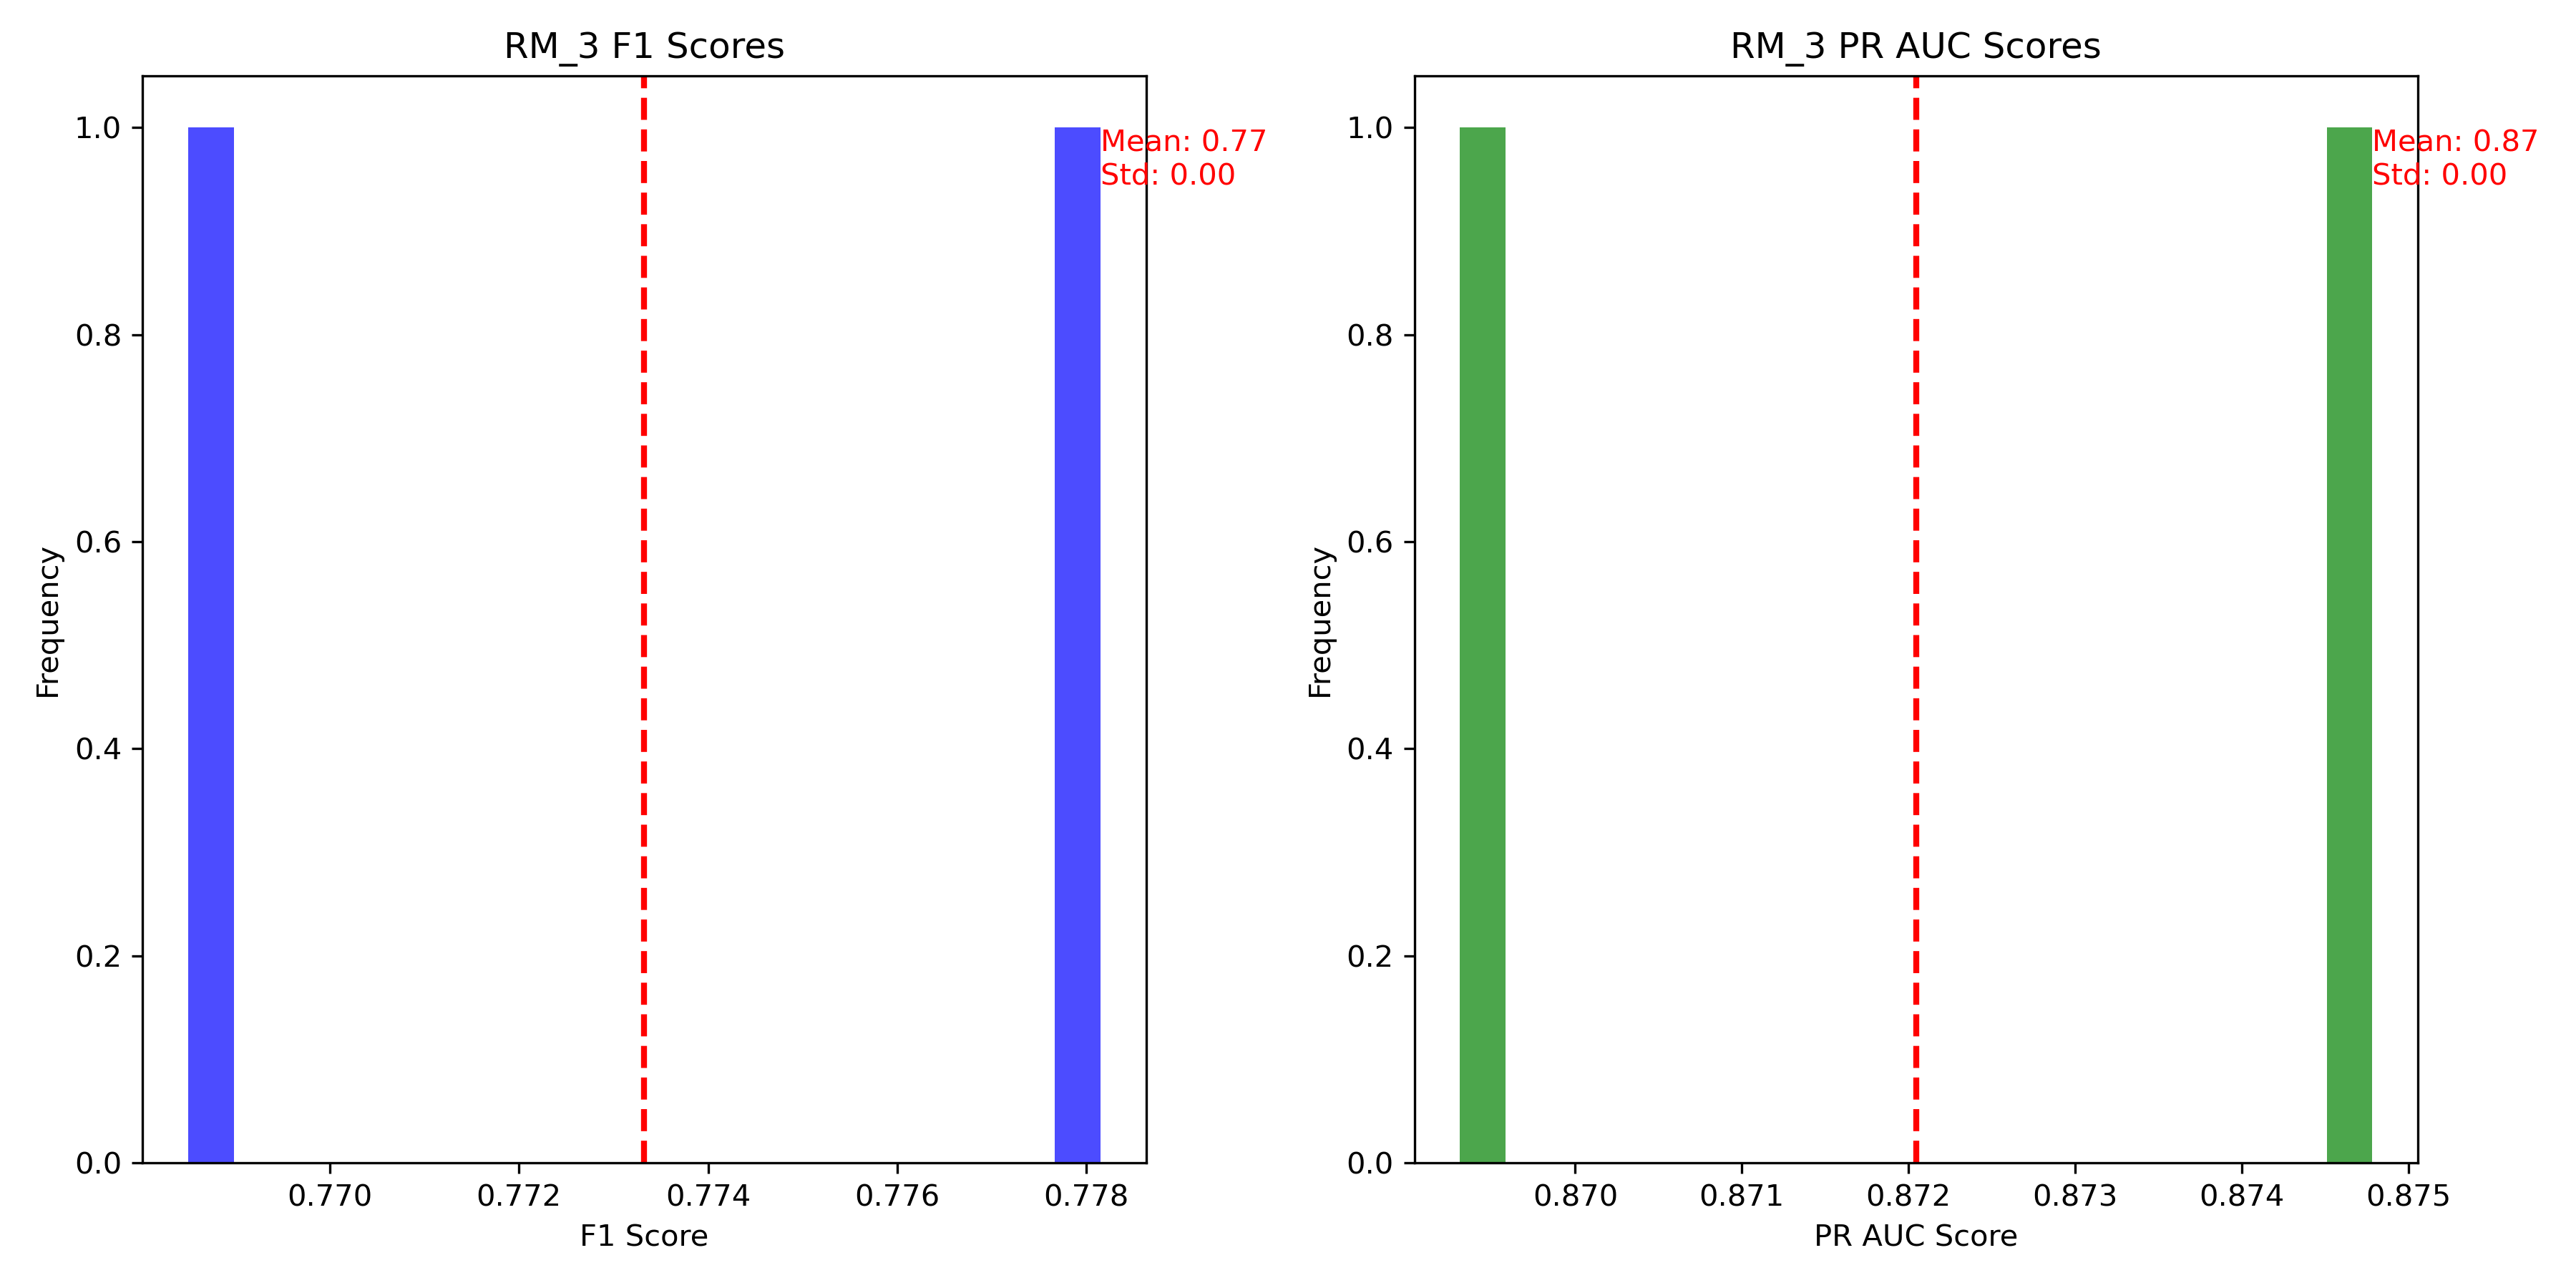 RM_3 F1 Scores
1.0
0.8
0.6
0.4
0.2
0.0
Frequency
Mean: 0.77
Std: 0.00
0.770 0.772 0.774 0.776 0.778
F1 Score
RM_3 PR AUC Scores
1.0
0.8
0.6
0.4
0.2
0.0
Frequency
Mean: 0.87
Std: 0.00
0.870 0.871 0.872 0.873 0.874 0.875
PR AUC Score